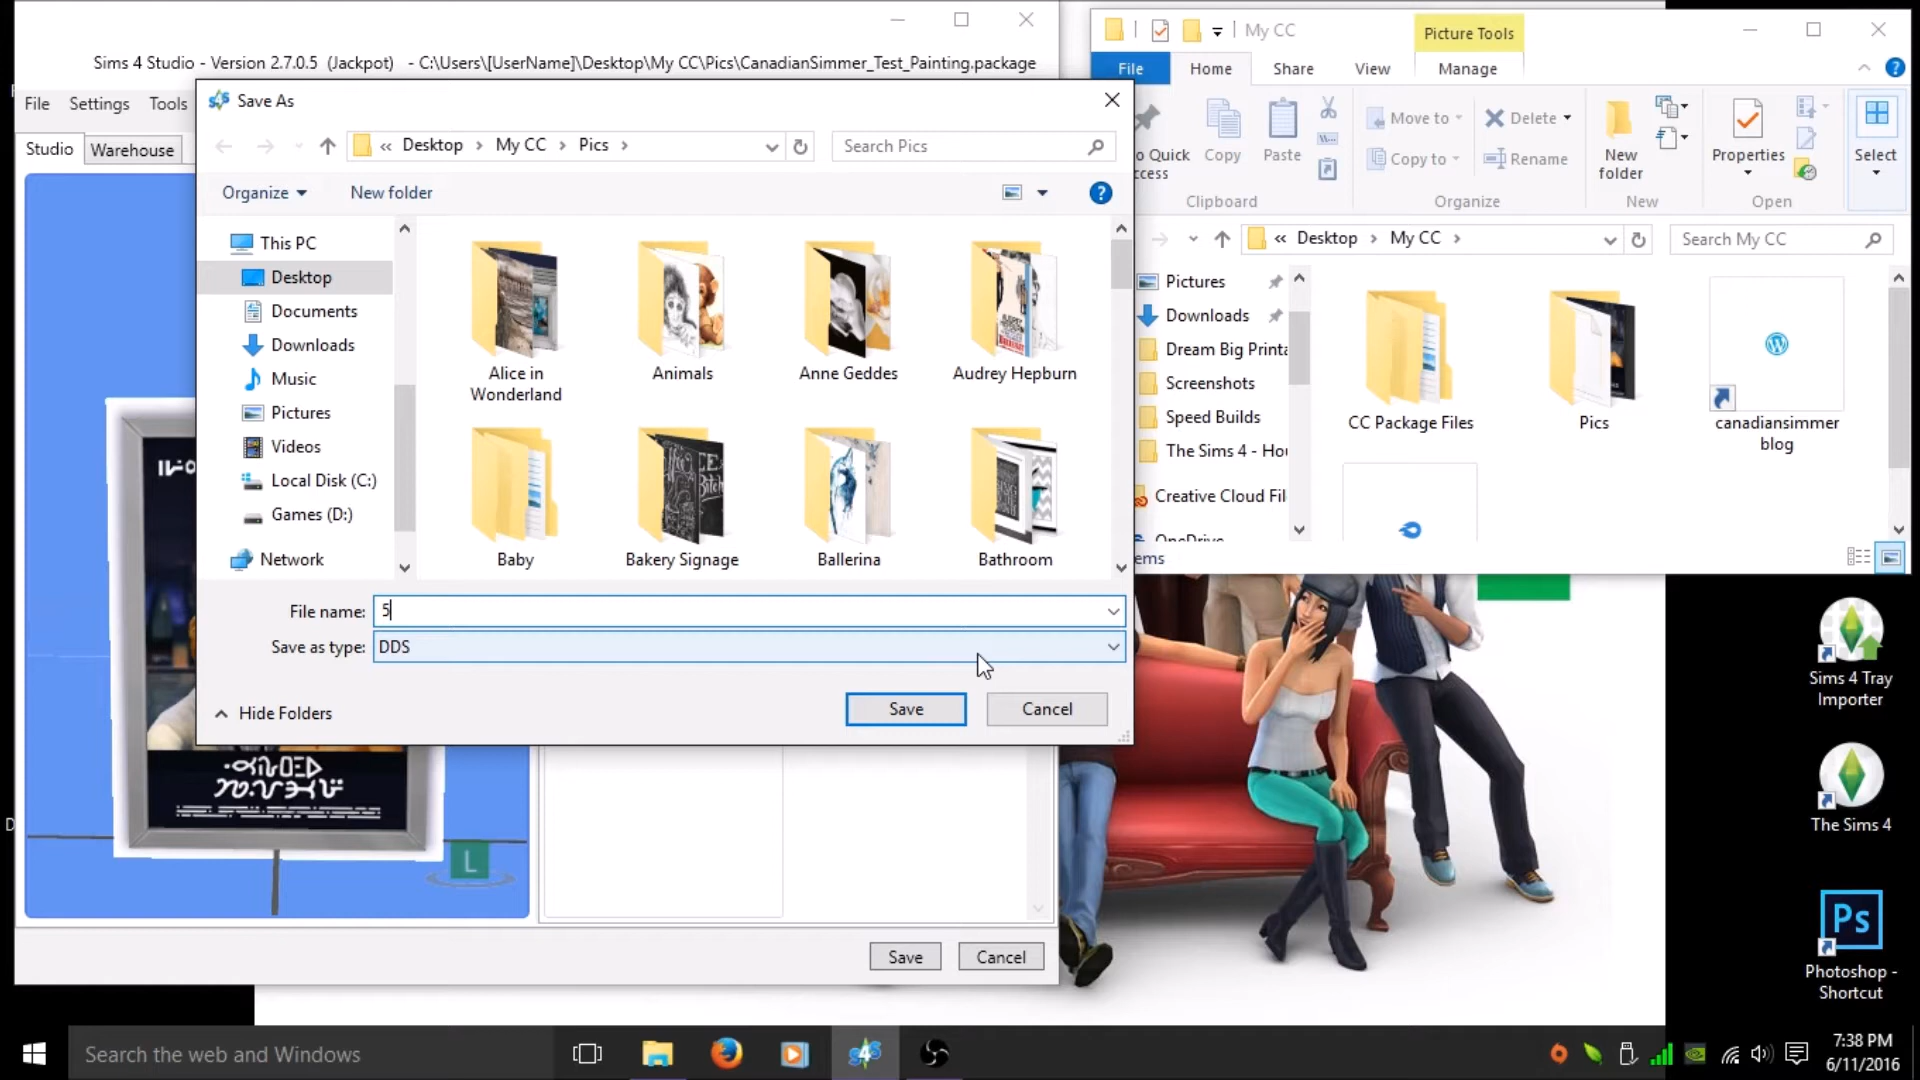 Sims 4 Studio - Version 2.7.0.5 (Jackpot) - C:\Users\[UserName]\Desktop\My CC\Pics\CanadianSimmer_Test_Painting.package
File Settings Tools
Studio Warehouse
Save As
« Desktop › My CC › Pics ›
Search Pics
Organize
New folder
This PC
Desktop
Documents
Downloads
Music
Pictures
Videos
Local Disk (C:)
Games (D:)
Network
Alice in
Wonderland
Animals
Anne Geddes
Audrey Hepburn
Baby
Bakery Signage
Ballerina
Bathroom
File name: 5
Save as type: DDS
Hide Folders
Save
Cancel
L
Save
Cancel
My CC
Picture Tools
File
Home
Share
View
Manage
o Quick
ccess
Copy
Paste
Clipboard
Move to
Copy to
Delete
Rename
Organize
New
folder
New
Properties
Open
Select
« Desktop › My CC ›
Search My CC
Pictures
Downloads
Dream Big Printa
Screenshots
Speed Builds
The Sims 4 - Hou
Creative Cloud Fil
OneDrive
ems
CC Package Files
Pics
canadiansimmer
blog
Sims 4 Tray
Importer
The Sims 4
Ps
Photoshop -
Shortcut
Search the web and Windows
S4S
7:38 PM
6/11/2016